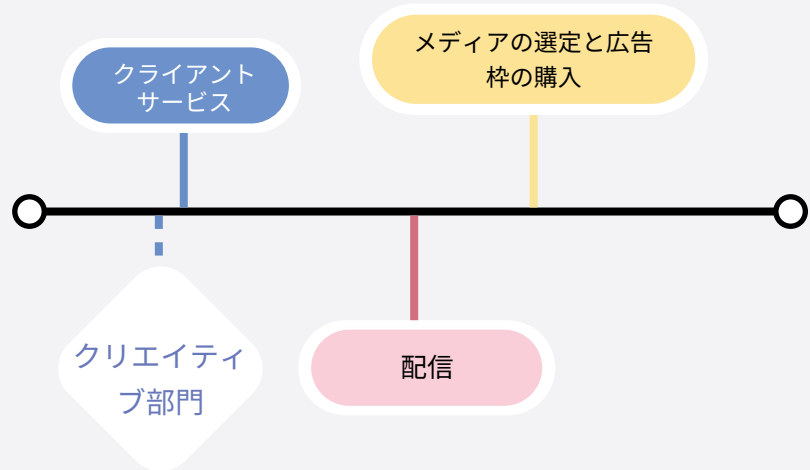 クライアント
サービス
メディアの選定と広告
枠の購入
クリエイティ
ブ部門
配信